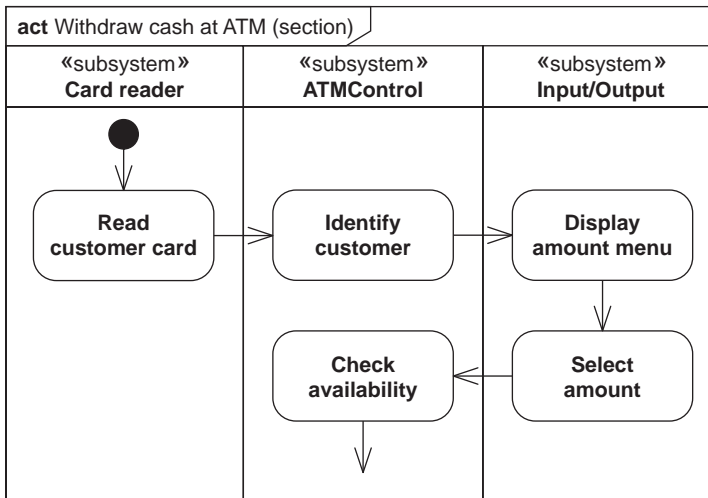 act Withdraw cash at ATM (section)
«subsystem»
Card reader
«subsystem»
ATMControl
«subsystem»
Input/Output
Read
customer card
Identify
customer
Display
amount menu
Check
availability
Select
amount